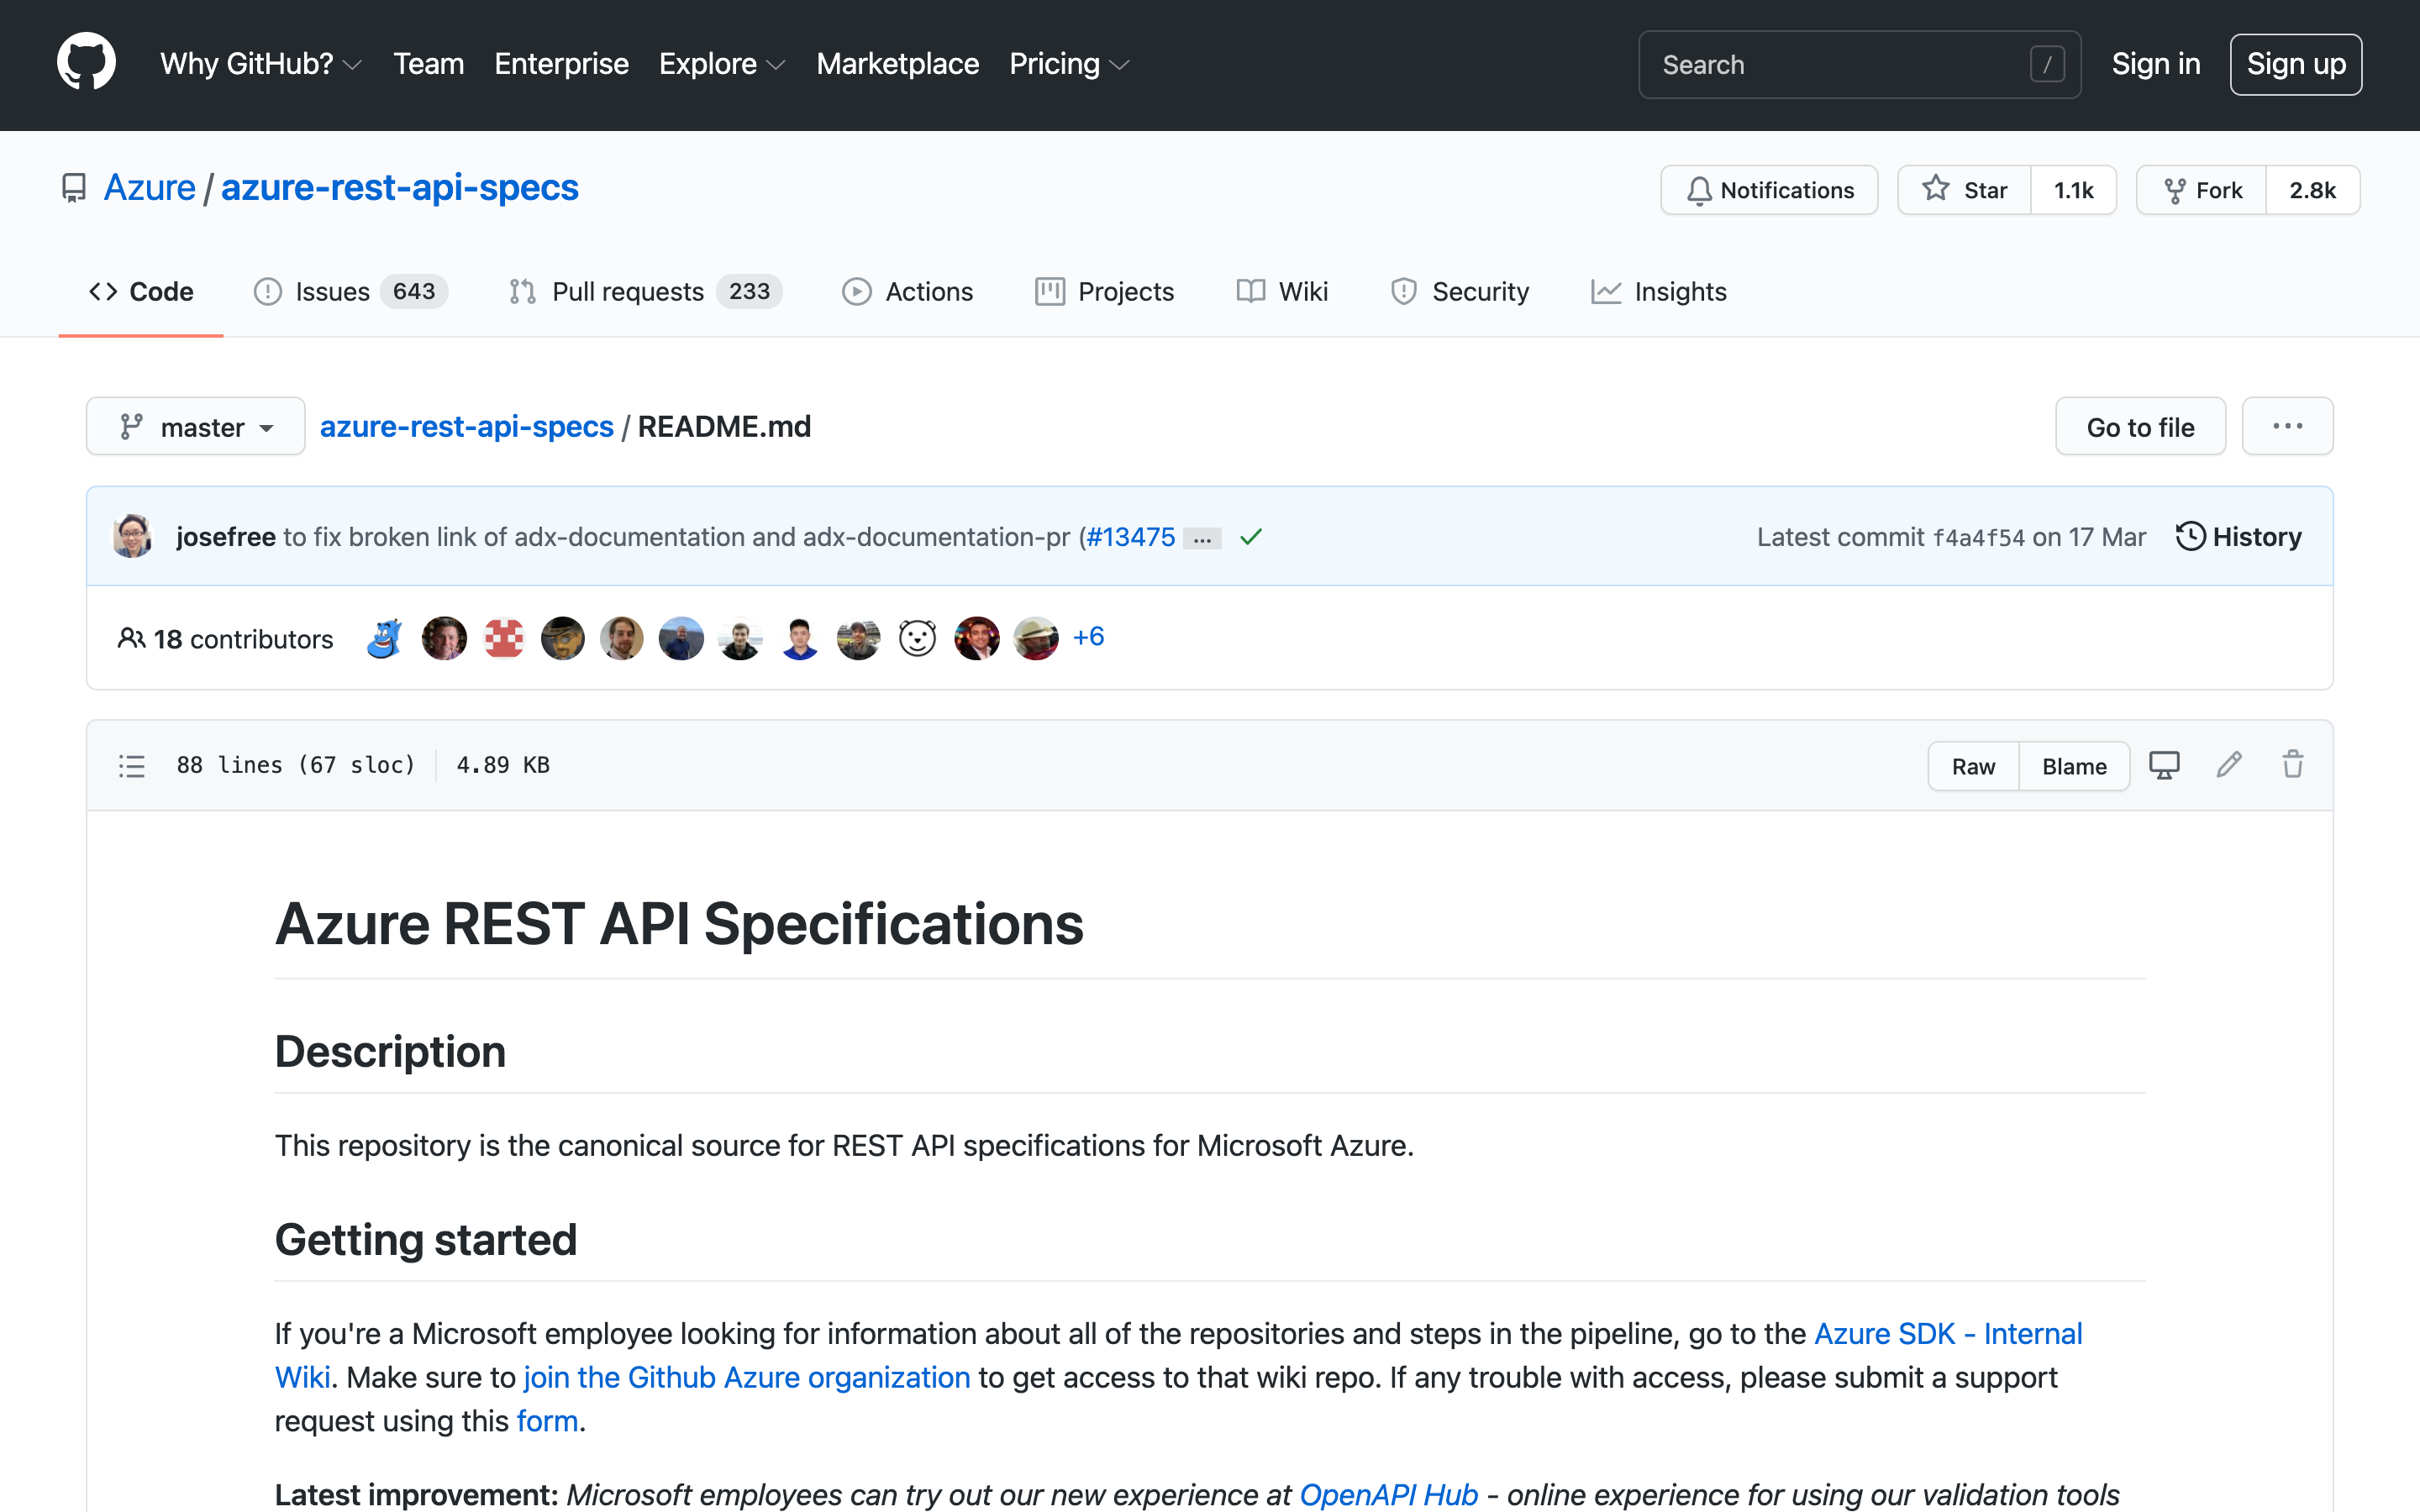 Why GitHub? Team Enterprise Explore Marketplace Pricing Search / Sign in Sign up
Azure / azure-rest-api-specs Notifications Star 1.1k Fork 2.8k
Code Issues 643 Pull requests 233 Actions Projects Wiki Security Insights
master azure-rest-api-specs / README.md Go to file ...
josefree to fix broken link of adx-documentation and adx-documentation-pr (#13475 ... Latest commit f4a4f54 on 17 Mar History
18 contributors +6
88 lines (67 sloc) 4.89 KB Raw Blame
Azure REST API Specifications
Description
This repository is the canonical source for REST API specifications for Microsoft Azure.
Getting started
If you're a Microsoft employee looking for information about all of the repositories and steps in the pipeline, go to the Azure SDK - Internal
Wiki. Make sure to join the Github Azure organization to get access to that wiki repo. If any trouble with access, please submit a support
request using this form.
Latest improvement: Microsoft employees can try out our new experience at OpenAPI Hub - online experience for using our validation tools